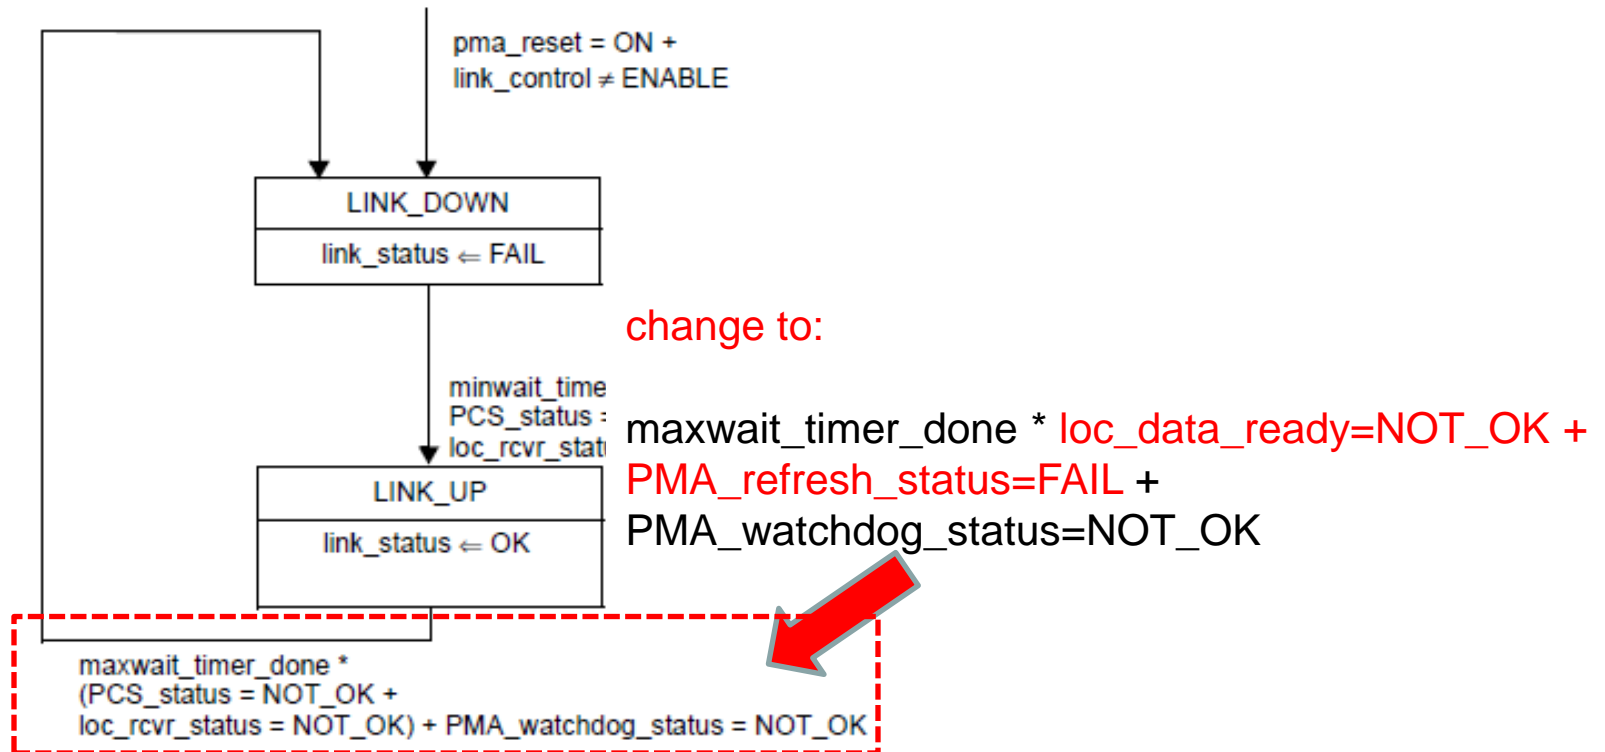 pma_reset = ON +
link_control ≠ ENABLE
LINK_DOWN
link_status ⇐ FAIL
change to:
minwait_time
PCS_status
loc_rcvr_stat
maxwait_timer_done * loc_data_ready=NOT_OK +
PMA_refresh_status=FAIL +
PMA_watchdog_status=NOT_OK
LINK_UP
link_status ⇐ OK
maxwait_timer_done *
(PCS_status = NOT_OK +
loc_rcvr_status = NOT_OK) + PMA_watchdog_status = NOT_OK